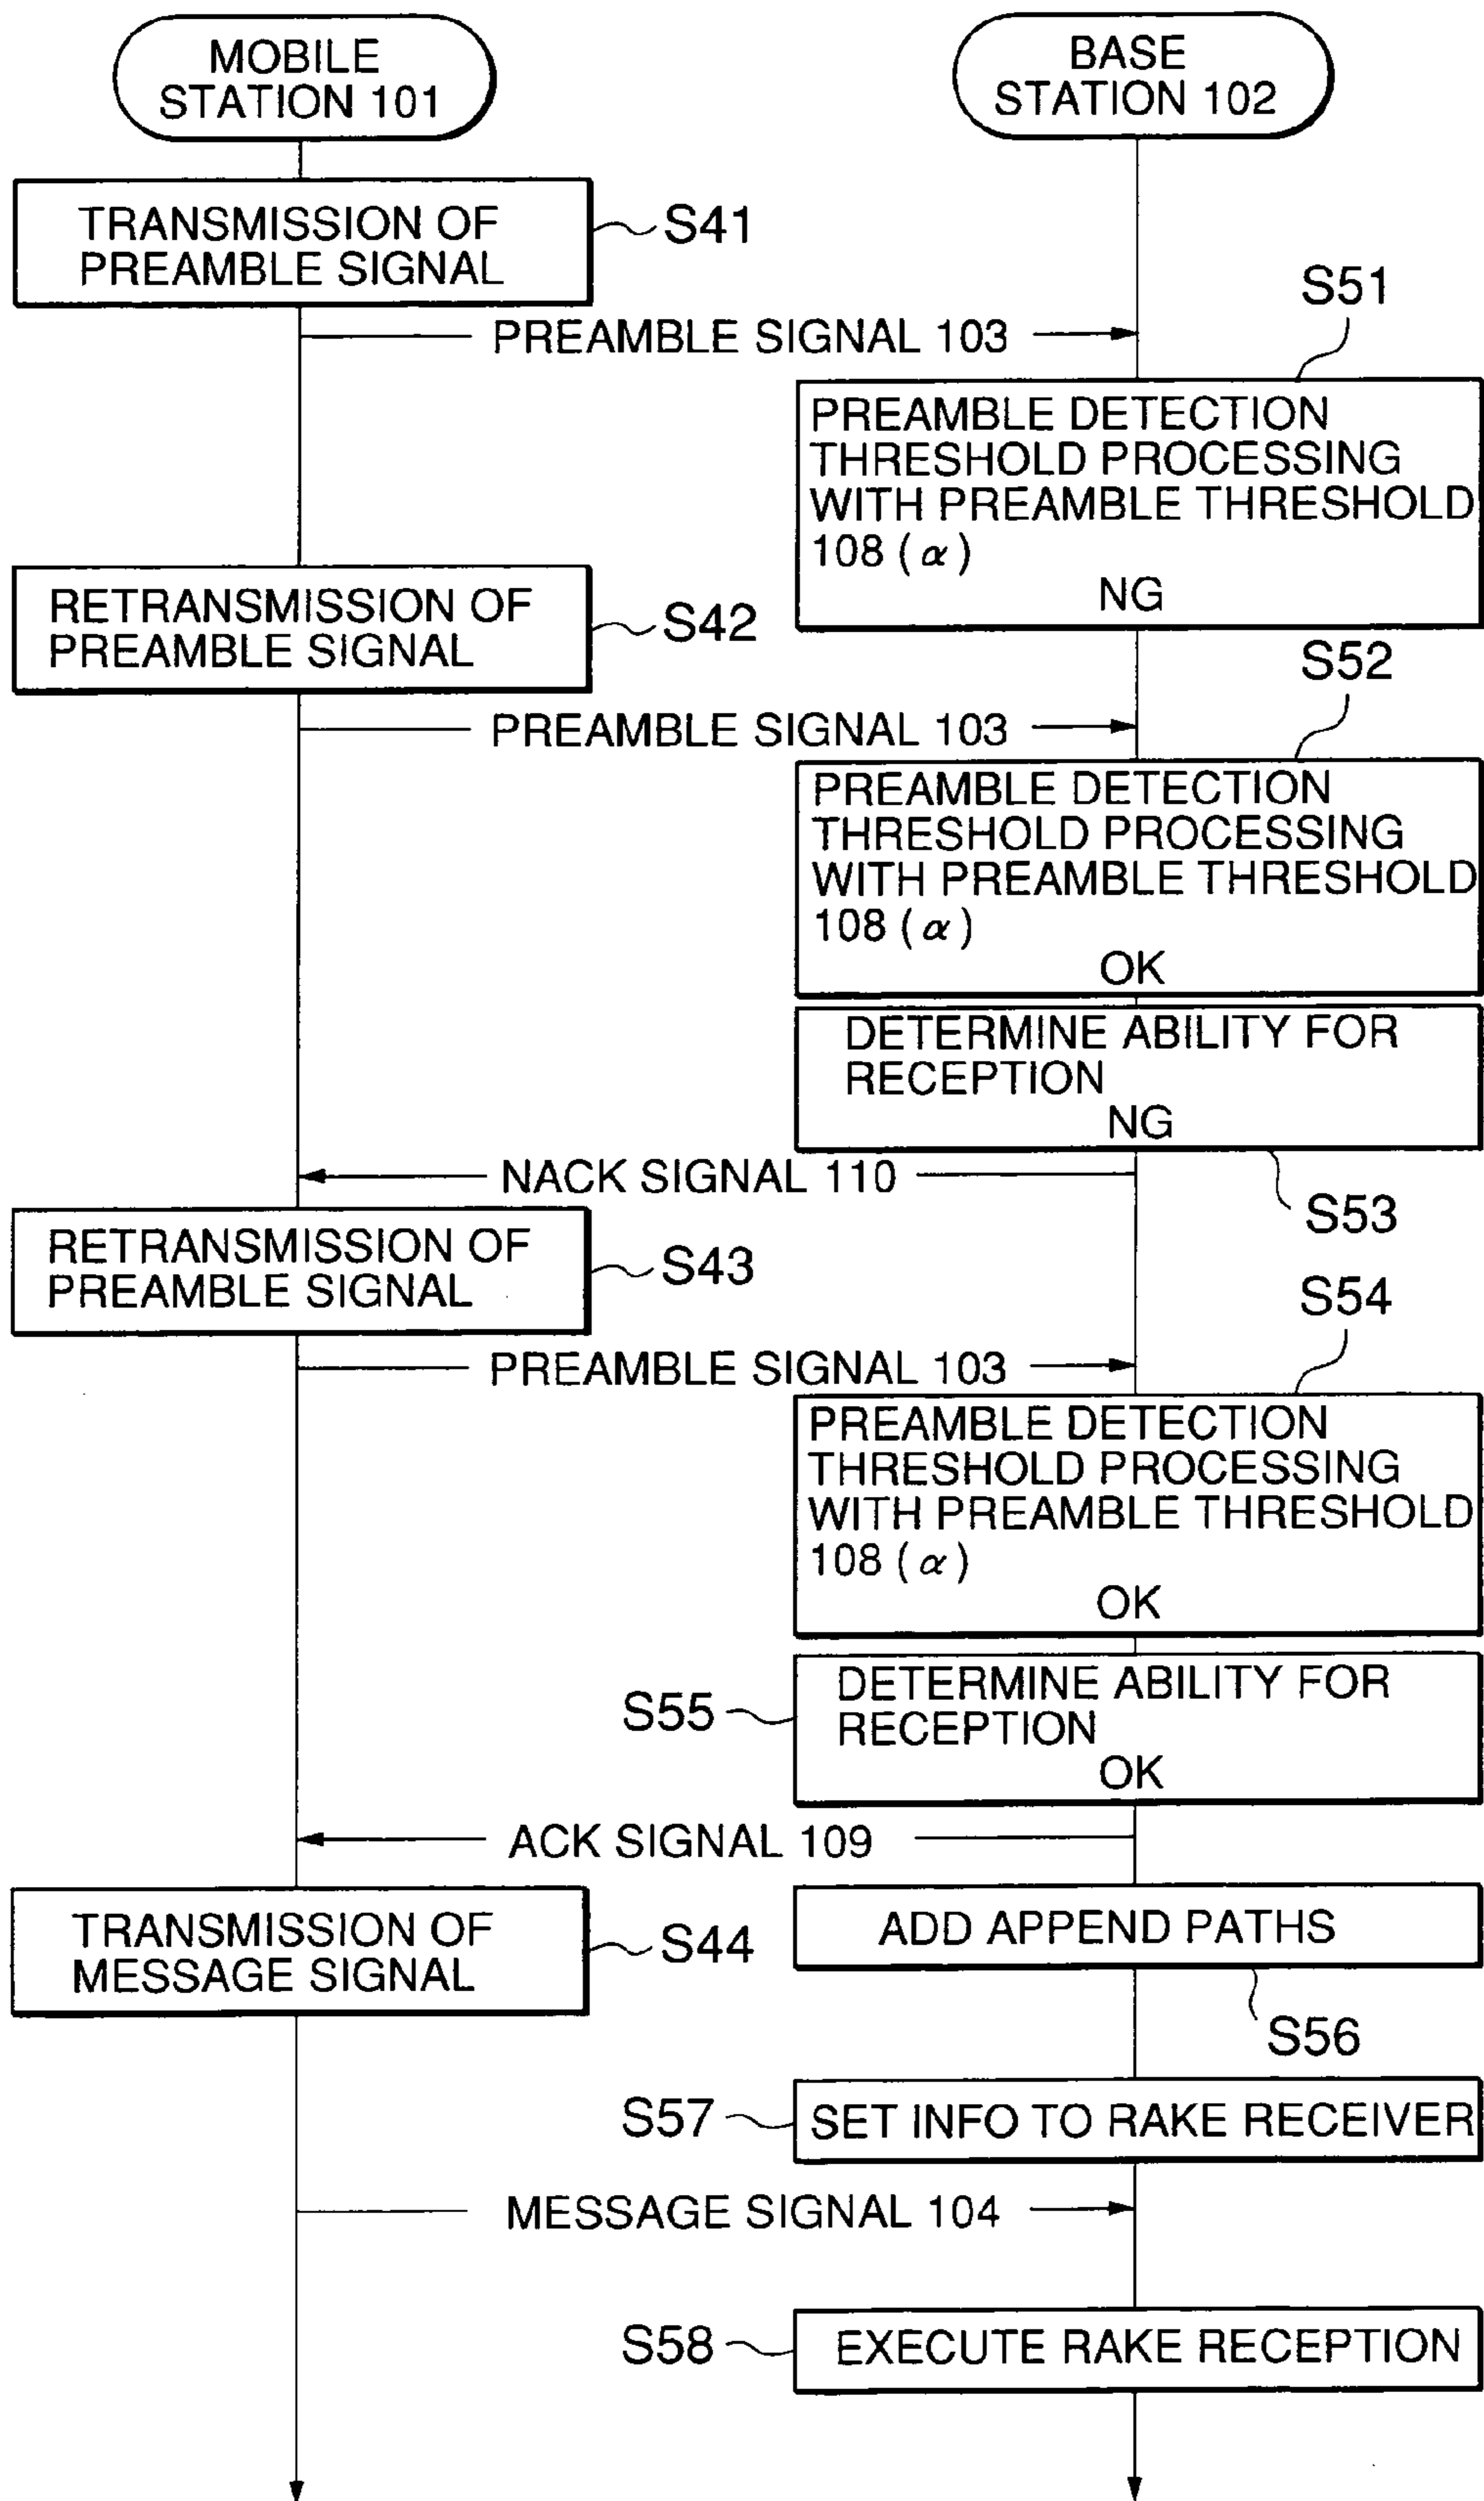 MOBILE
STATION 101
BASE
STATION 102
TRANSMISSION OF
PREAMBLE SIGNAL
S41
S51
PREAMBLE SIGNAL 103
PREAMBLE DETECTION
THRESHOLD PROCESSING
WITH PREAMBLE THRESHOLD
108 (α)
NG
RETRANSMISSION OF
PREAMBLE SIGNAL
S42
S52
PREAMBLE SIGNAL 103
PREAMBLE DETECTION
THRESHOLD PROCESSING
WITH PREAMBLE THRESHOLD
108 (α)
OK
DETERMINE ABILITY FOR
RECEPTION
NG
NACK SIGNAL 110
S53
RETRANSMISSION OF
PREAMBLE SIGNAL
S43
S54
PREAMBLE SIGNAL 103
PREAMBLE DETECTION
THRESHOLD PROCESSING
WITH PREAMBLE THRESHOLD
108 (α)
OK
S55
DETERMINE ABILITY FOR
RECEPTION
OK
ACK SIGNAL 109
TRANSMISSION OF
MESSAGE SIGNAL
S44
ADD APPEND PATHS
S56
S57
SET INFO TO RAKE RECEIVER
MESSAGE SIGNAL 104
S58
EXECUTE RAKE RECEPTION